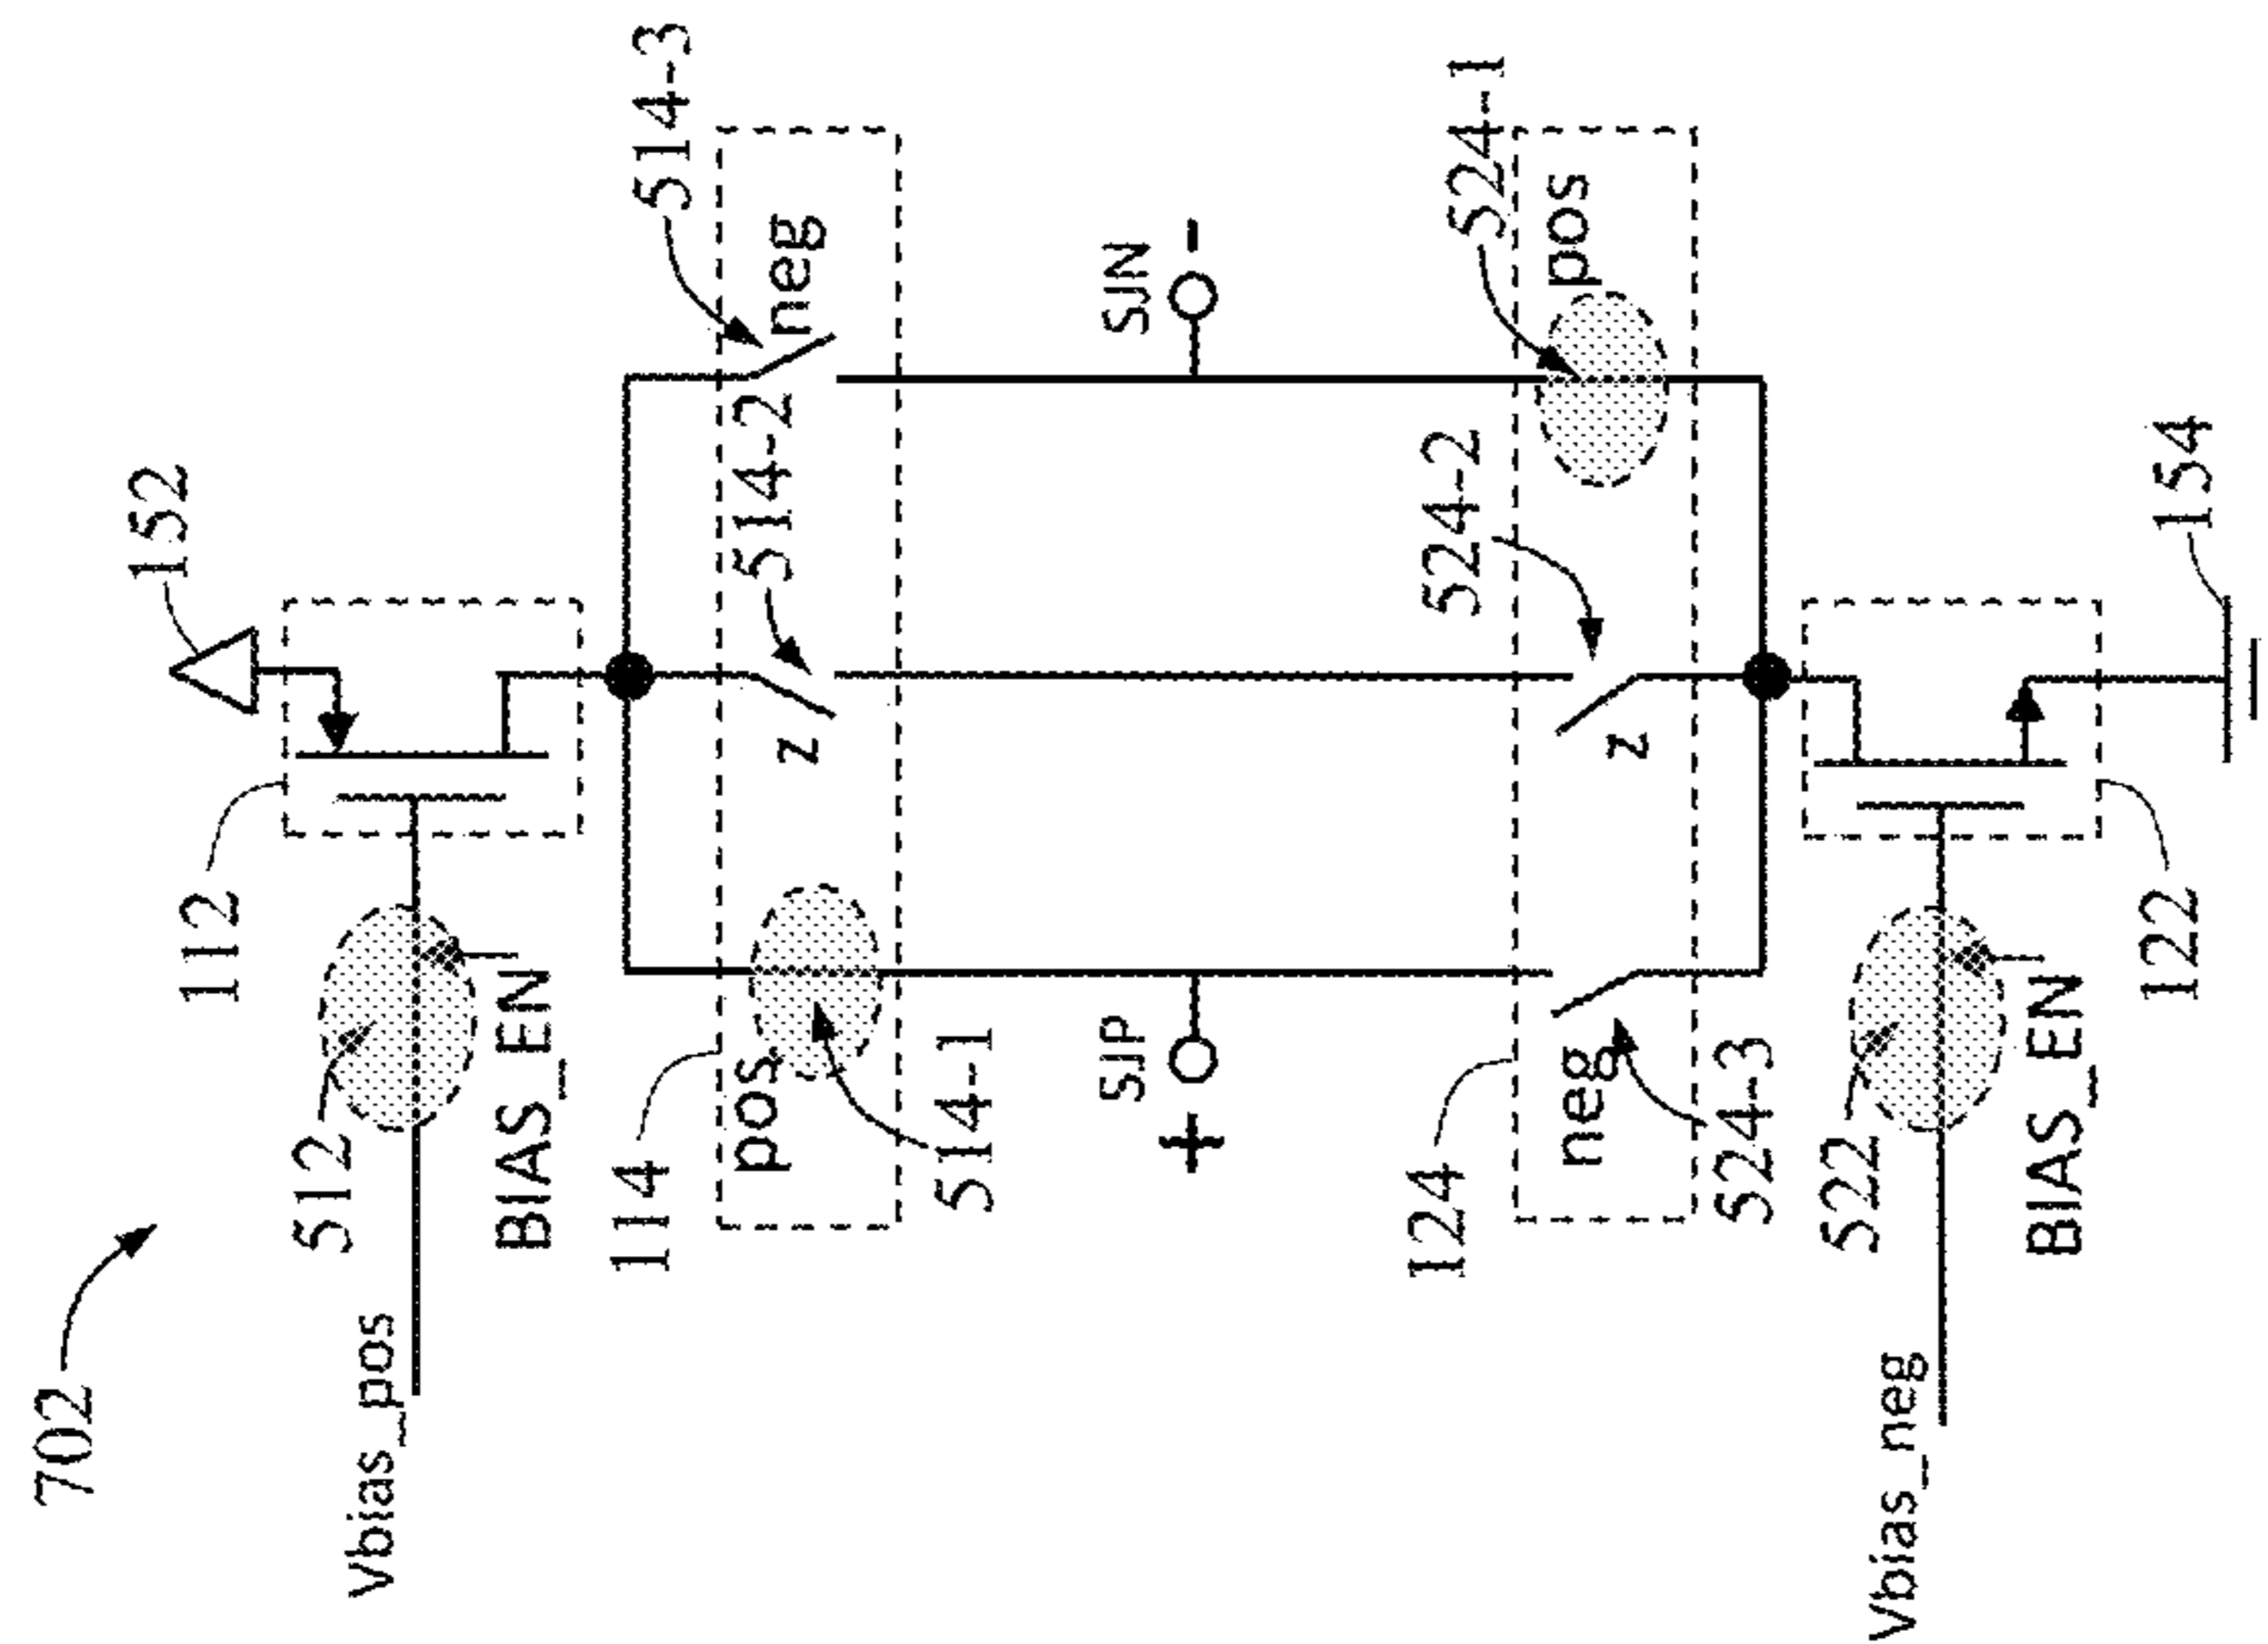 702
152
112
512
Vbias_pos
BIAS_EN
514-3
neg
514-2
z
114
pos
514-1
SJP
+
SJN
-
524-1
pos
524-2
z
124
neg
524-3
522
Vbias_neg
BIAS_EN
122
154